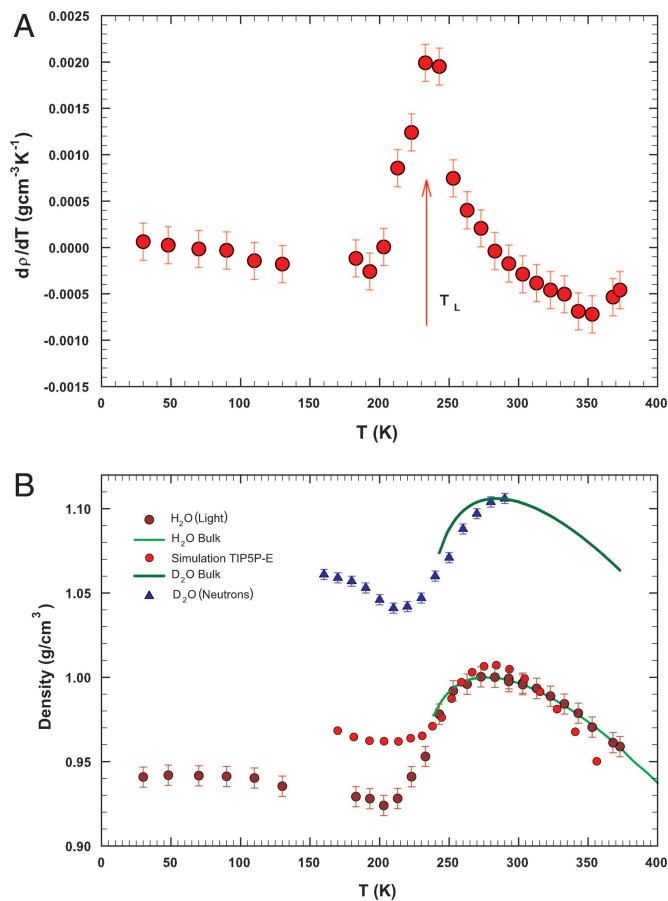 A
0.0025
0.0020
0.0015
0.0010
0.0005
0.0000
-0.0005
-0.0010
-0.0015
dρ/dT (gcm⁻³K⁻¹)
T L
0 50 100 150 200 250 300 350 400
T (K)
B
1.10
1.05
1.00
0.95
0.90
Density (g/cm³)
H₂O (Light)
H₂O Bulk
Simulation TIP5P-E
D₂O Bulk
D₂O (Neutrons)
0 50 100 150 200 250 300 350 400
T (K)